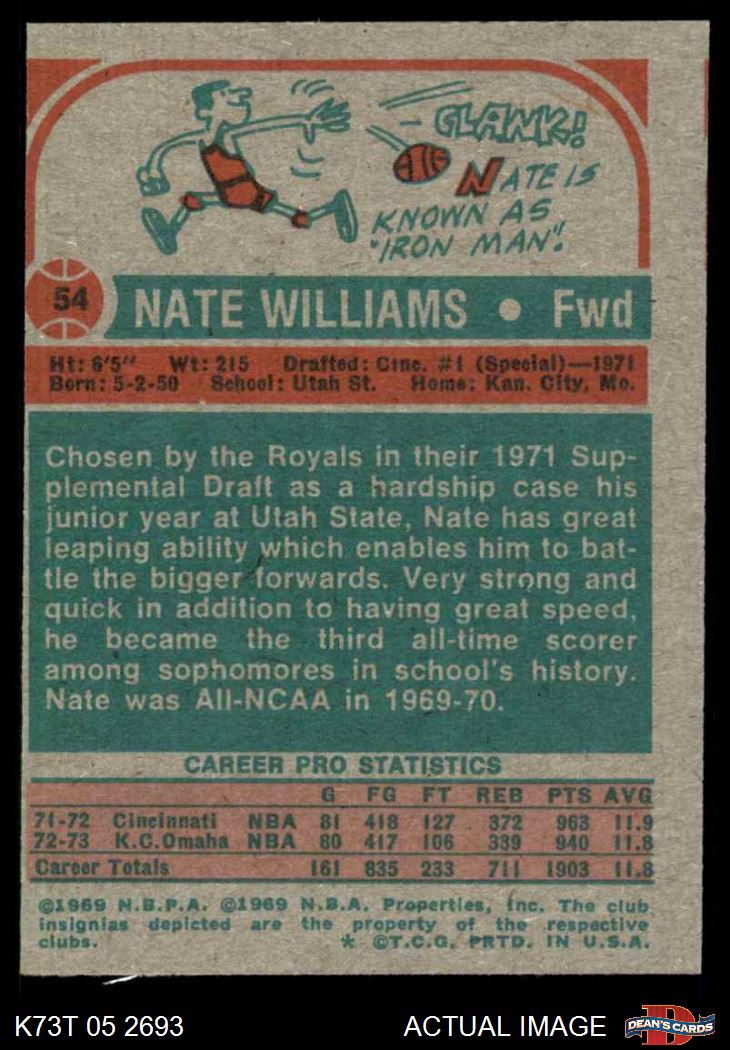 CLANK!
NATE IS
KNOWN AS
"IRON MAN"!
54
NATE WILLIAMS • Fwd
Ht: 6'5" Wt: 215 Drafted: Cinc. #1 (Special)—1971
Born: 5-2-50 School: Utah St. Home: Kan. City, Mo.
Chosen by the Royals in their 1971 Sup-
plemental Draft as a hardship case his
junior year at Utah State, Nate has great
leaping ability which enables him to bat-
tle the bigger forwards. Very strong and
quick in addition to having great speed,
he became the third all-time scorer
among sophomores in school's history.
Nate was All-NCAA in 1969-70.
CAREER PRO STATISTICS
G FG FT REB PTS AVG
71-72 Cincinnati NBA 81 418 127 372 963 11.9
72-73 K.C.Omaha NBA 80 417 106 339 940 11.8
Career Totals 161 835 233 711 1903 11.8
©1969 N.B.P.A. ©1969 N.B.A. Properties, Inc. The club
insignias depicted are the property of the respective
clubs. * ©T.C.G. PRTD. IN U.S.A.
K73T 05 2693 ACTUAL IMAGE
D
DEAN'S CARDS